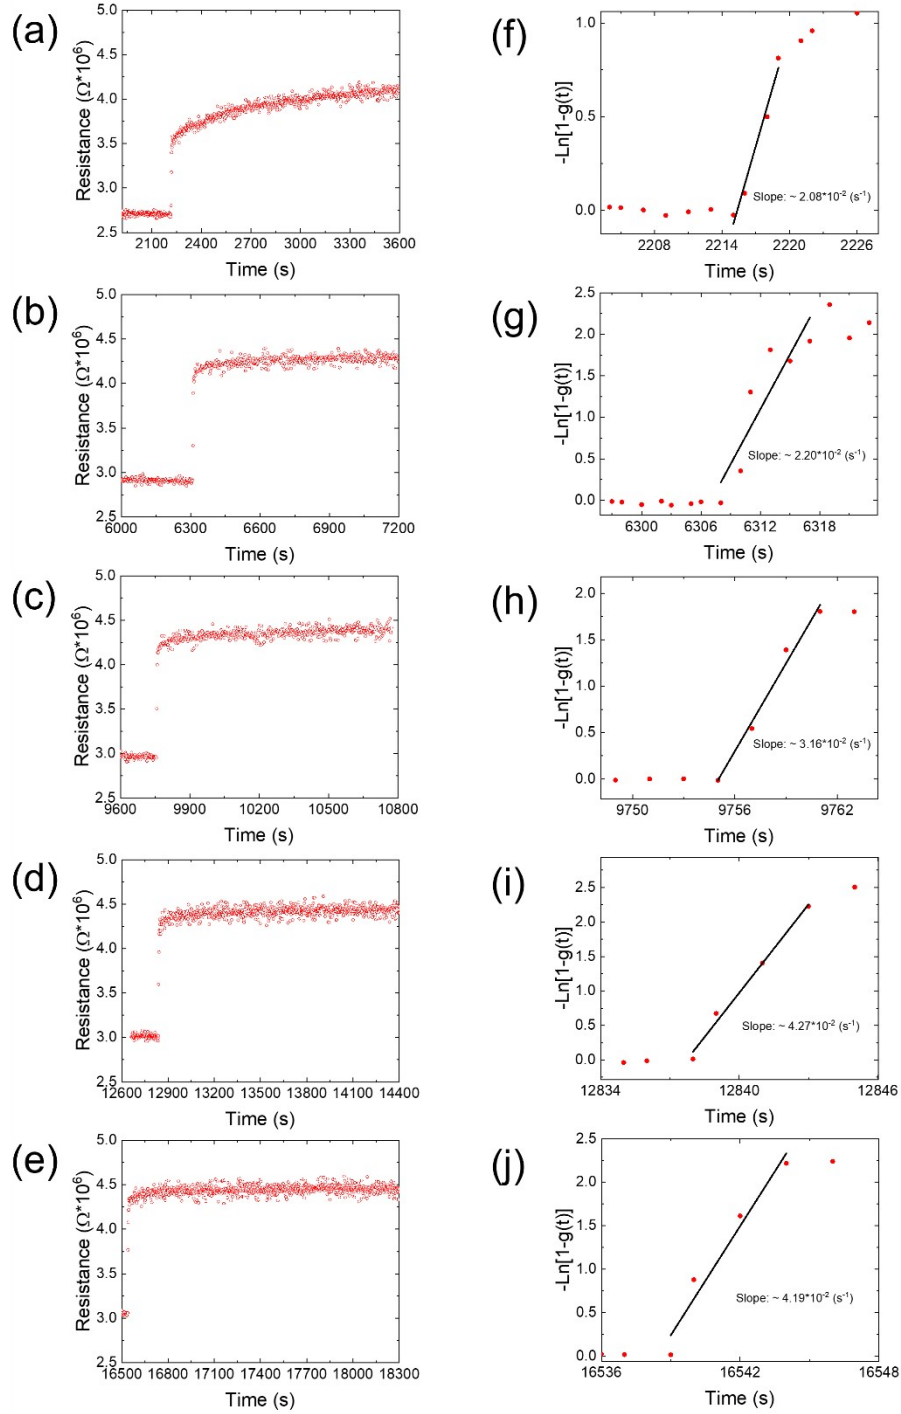 (a)
5.0
4.5
4.0
3.5
3.0
2.5
Resistance (Ω*10⁶)
2100 2400 2700 3000 3300 3600
Time (s)
(f)
1.0
0.5
0.0
-Ln[1-g(t)]
Slope: ~ 2.08*10⁻² (s⁻¹)
2208 2214 2220 2226
Time (s)
(b)
5.0
4.5
4.0
3.5
3.0
2.5
Resistance (Ω*10⁶)
6000 6300 6600 6900 7200
Time (s)
(g)
2.5
2.0
1.5
1.0
0.5
0.0
-Ln[1-g(t)]
Slope: ~ 2.20*10⁻² (s⁻¹)
6300 6306 6312 6318
Time (s)
(c)
5.0
4.5
4.0
3.5
3.0
2.5
Resistance (Ω*10⁶)
9600 9900 10200 10500 10800
Time (s)
(h)
2.0
1.5
1.0
0.5
0.0
-Ln[1-g(t)]
Slope: ~ 3.16*10⁻² (s⁻¹)
9750 9756 9762
Time (s)
(d)
5.0
4.5
4.0
3.5
3.0
2.5
Resistance (Ω*10⁶)
12600 12900 13200 13500 13800 14100 14400
Time (s)
(i)
2.5
2.0
1.5
1.0
0.5
0.0
-Ln[1-g(t)]
Slope: ~ 4.27*10⁻² (s⁻¹)
12834 12840 12846
Time (s)
(e)
5.0
4.5
4.0
3.5
3.0
2.5
Resistance (Ω*10⁶)
16500 16800 17100 17400 17700 18000 18300
Time (s)
(j)
2.5
2.0
1.5
1.0
0.5
0.0
-Ln[1-g(t)]
Slope: ~ 4.19*10⁻² (s⁻¹)
16536 16542 16548
Time (s)